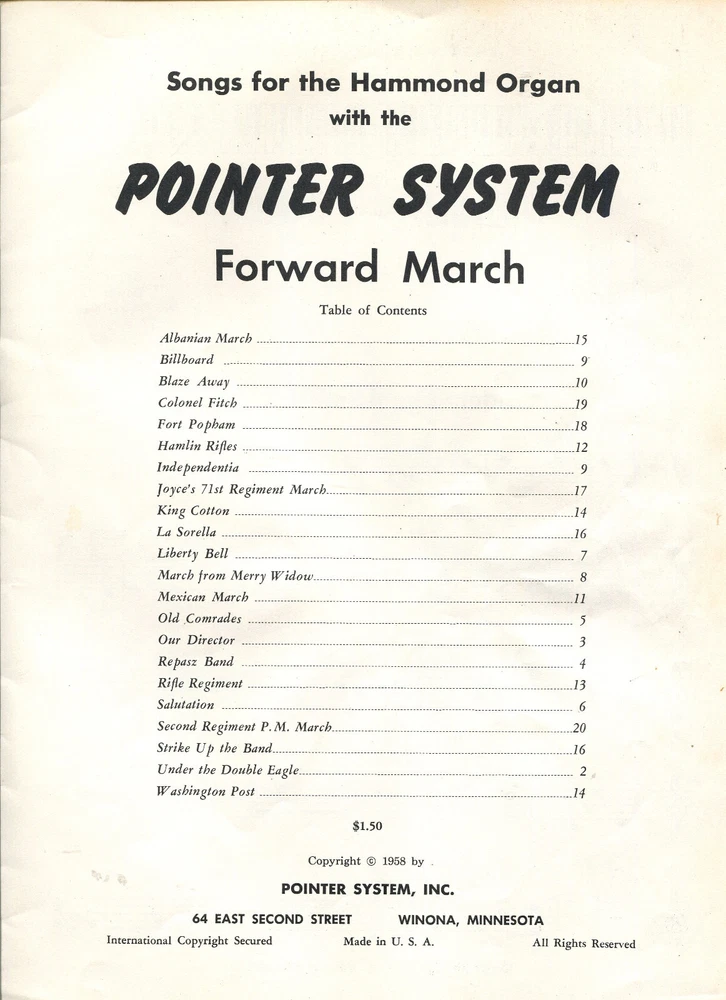 Songs for the Hammond Organ
with the
POINTER SYSTEM
Forward March
Table of Contents
Albanian March 15
Billboard 9
Blaze Away 10
Colonel Fitch 19
Fort Popham 18
Hamlin Rifles 12
Independentia 9
Joyce's 71st Regiment March 17
King Cotton 14
La Sorella 16
Liberty Bell 7
March from Merry Widow 8
Mexican March 11
Old Comrades 5
Our Director 3
Repasz Band 4
Rifle Regiment 13
Salutation 6
Second Regiment P.M. March 20
Strike Up the Band 16
Under the Double Eagle 2
Washington Post 14
$1.50
Copyright © 1958 by
POINTER SYSTEM, INC.
64 EAST SECOND STREET WINONA, MINNESOTA
International Copyright Secured Made in U. S. A. All Rights Reserved